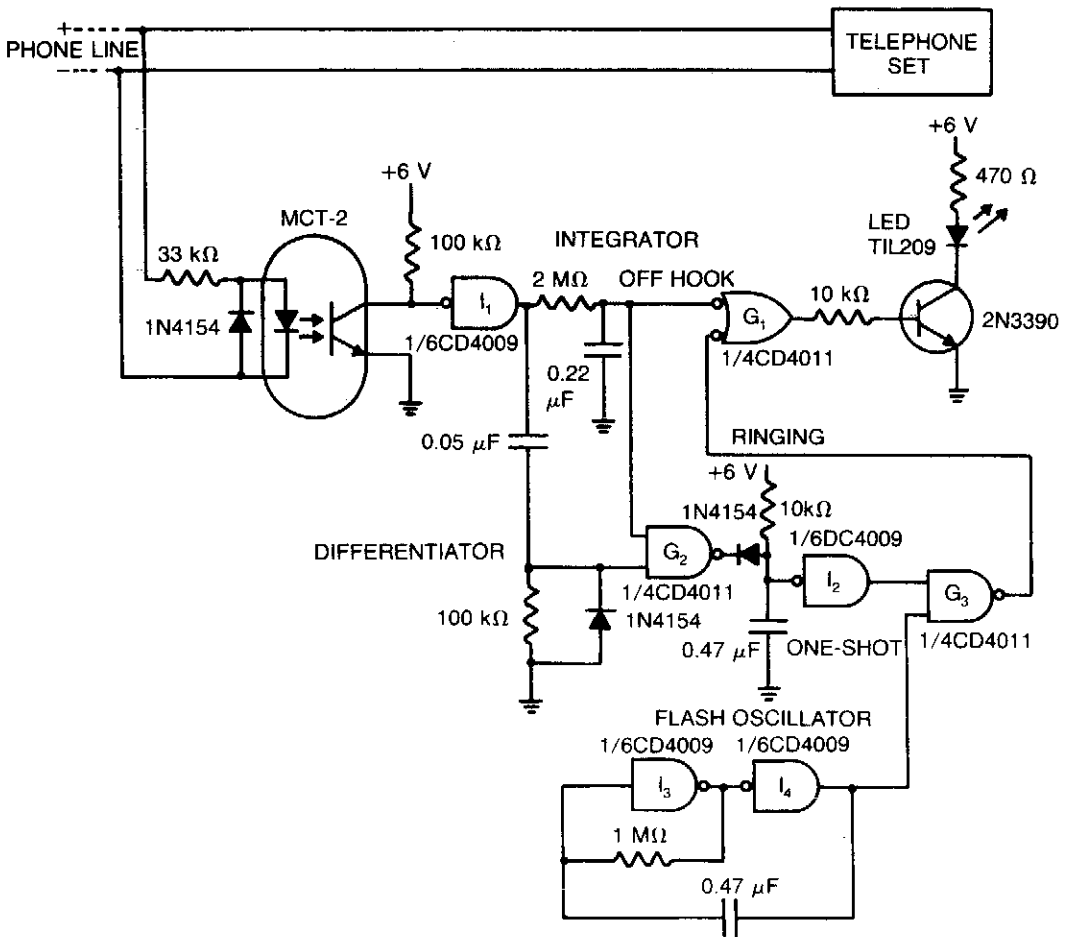 +
PHONE LINE
−
TELEPHONE
SET
+6 V
470 Ω
LED
TIL209
+6 V
MCT-2
100 kΩ
INTEGRATOR
33 kΩ
2 MΩ
OFF HOOK
I₁
G₁
10 kΩ
2N3390
1N4154
1/6CD4009
1/4CD4011
0.22
μF
0.05 μF
RINGING
+6 V
1N4154
10kΩ
1/6DC4009
DIFFERENTIATOR
G₂
I₂
G₃
1/4CD4011
100 kΩ
1N4154
0.47 μF
ONE-SHOT
1/4CD4011
FLASH OSCILLATOR
1/6CD4009
1/6CD4009
I₃
I₄
1 MΩ
0.47 μF